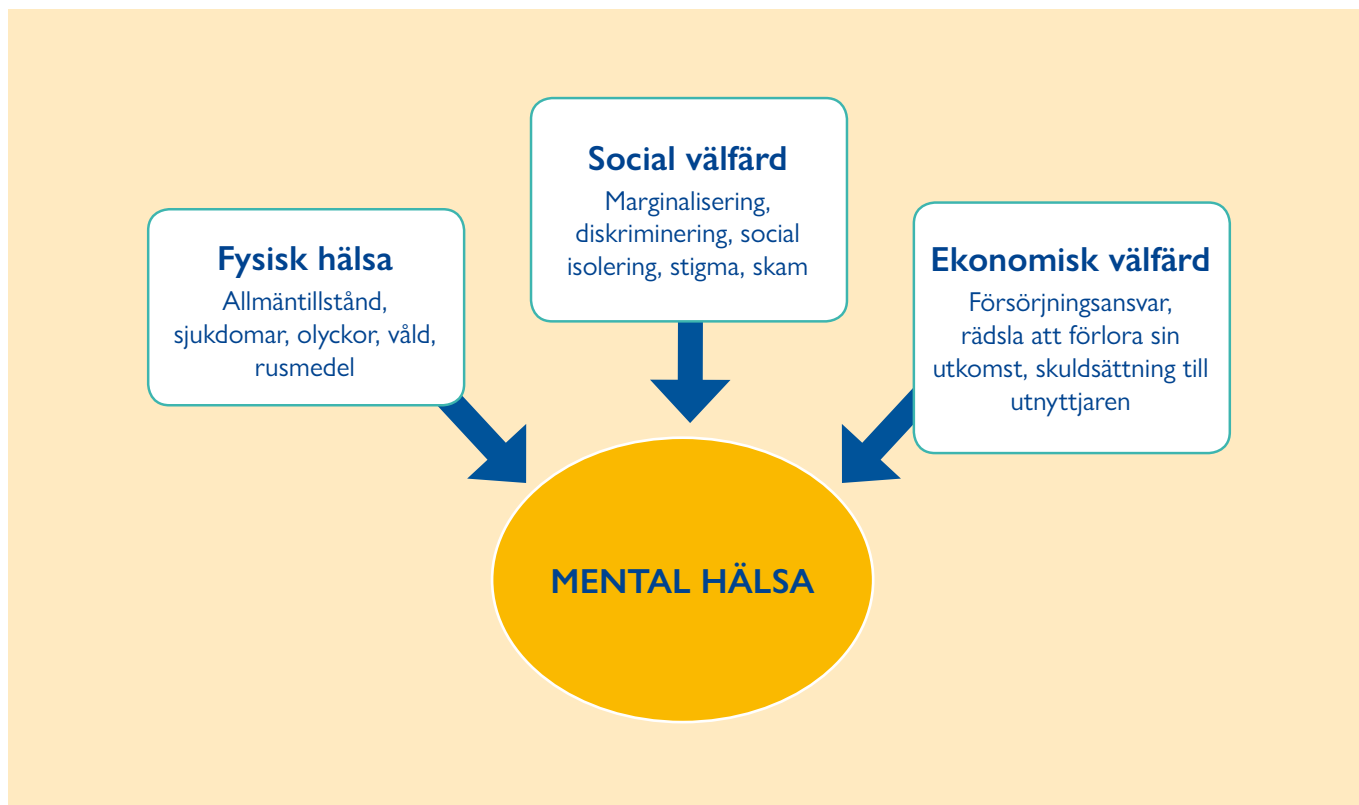 Fysisk hälsa
Allmäntillstånd,
sjukdomar, olyckor, våld,
rusmedel
Social välfärd
Marginalisering,
diskriminering, social
isolering, stigma, skam
Ekonomisk välfärd
Försörjningsansvar,
rädsla att förlora sin
utkomst, skuldsättning till
utnyttjaren
MENTAL HÄLSA